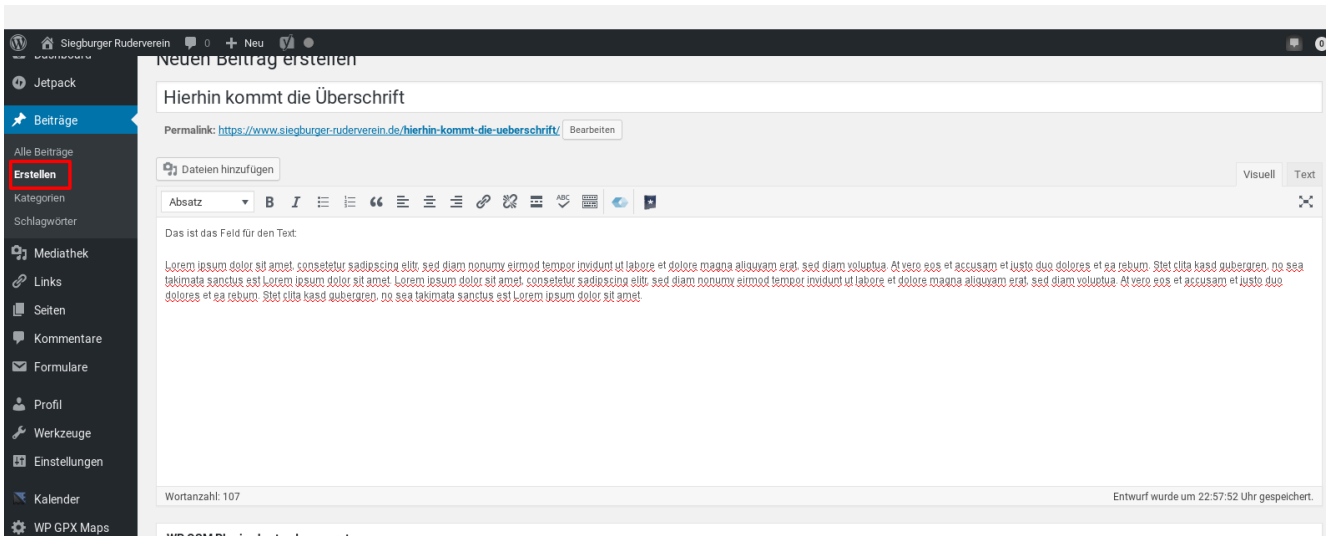 Siegburger Ruderverein 0 + Neu 0
Dashboard
Neuen Beitrag erstellen
Jetpack
Hierhin kommt die Überschrift
Beiträge
Permalink: https://www.siegburger-ruderverein.de/hierhin-kommt-die-ueberschrift/ Bearbeiten
Alle Beiträge
Erstellen
Kategorien
Schlagwörter
Mediathek
Links
Seiten
Kommentare
Formulare
Profil
Werkzeuge
Einstellungen
Kalender
WP GPX Maps
Dateien hinzufügen
Visuell Text
Absatz B I ABC
Das ist das Feld für den Text:
Lorem ipsum dolor sit amet, consetetur sadipscing elitr, sed diam nonumy eirmod tempor invidunt ut labore et dolore magna aliquyam erat, sed diam voluptua. At vero eos et accusam et justo duo dolores et ea rebum. Stet clita kasd gubergren, no sea
takimata sanctus est Lorem ipsum dolor sit amet. Lorem ipsum dolor sit amet, consetetur sadipscing elitr, sed diam nonumy eirmod tempor invidunt ut labore et dolore magna aliquyam erat, sed diam voluptua. At vero eos et accusam et justo duo
dolores et ea rebum. Stet clita kasd gubergren, no sea takimata sanctus est Lorem ipsum dolor sit amet.
Wortanzahl: 107
Entwurf wurde um 22:57:52 Uhr gespeichert.